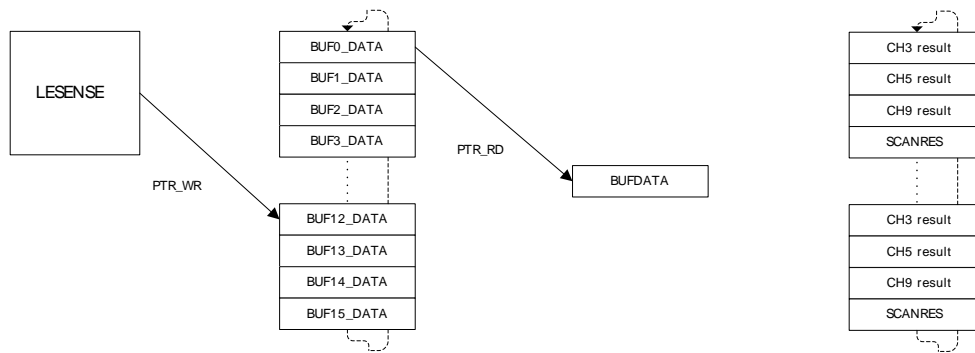 LESENSE
PTR_WR
BUF0_DATA
BUF1_DATA
BUF2_DATA
BUF3_DATA
BUF12_DATA
BUF13_DATA
BUF14_DATA
BUF15_DATA
PTR_RD
BUFDATA
CH3 result
CH5 result
CH9 result
SCANRES
CH3 result
CH5 result
CH9 result
SCANRES